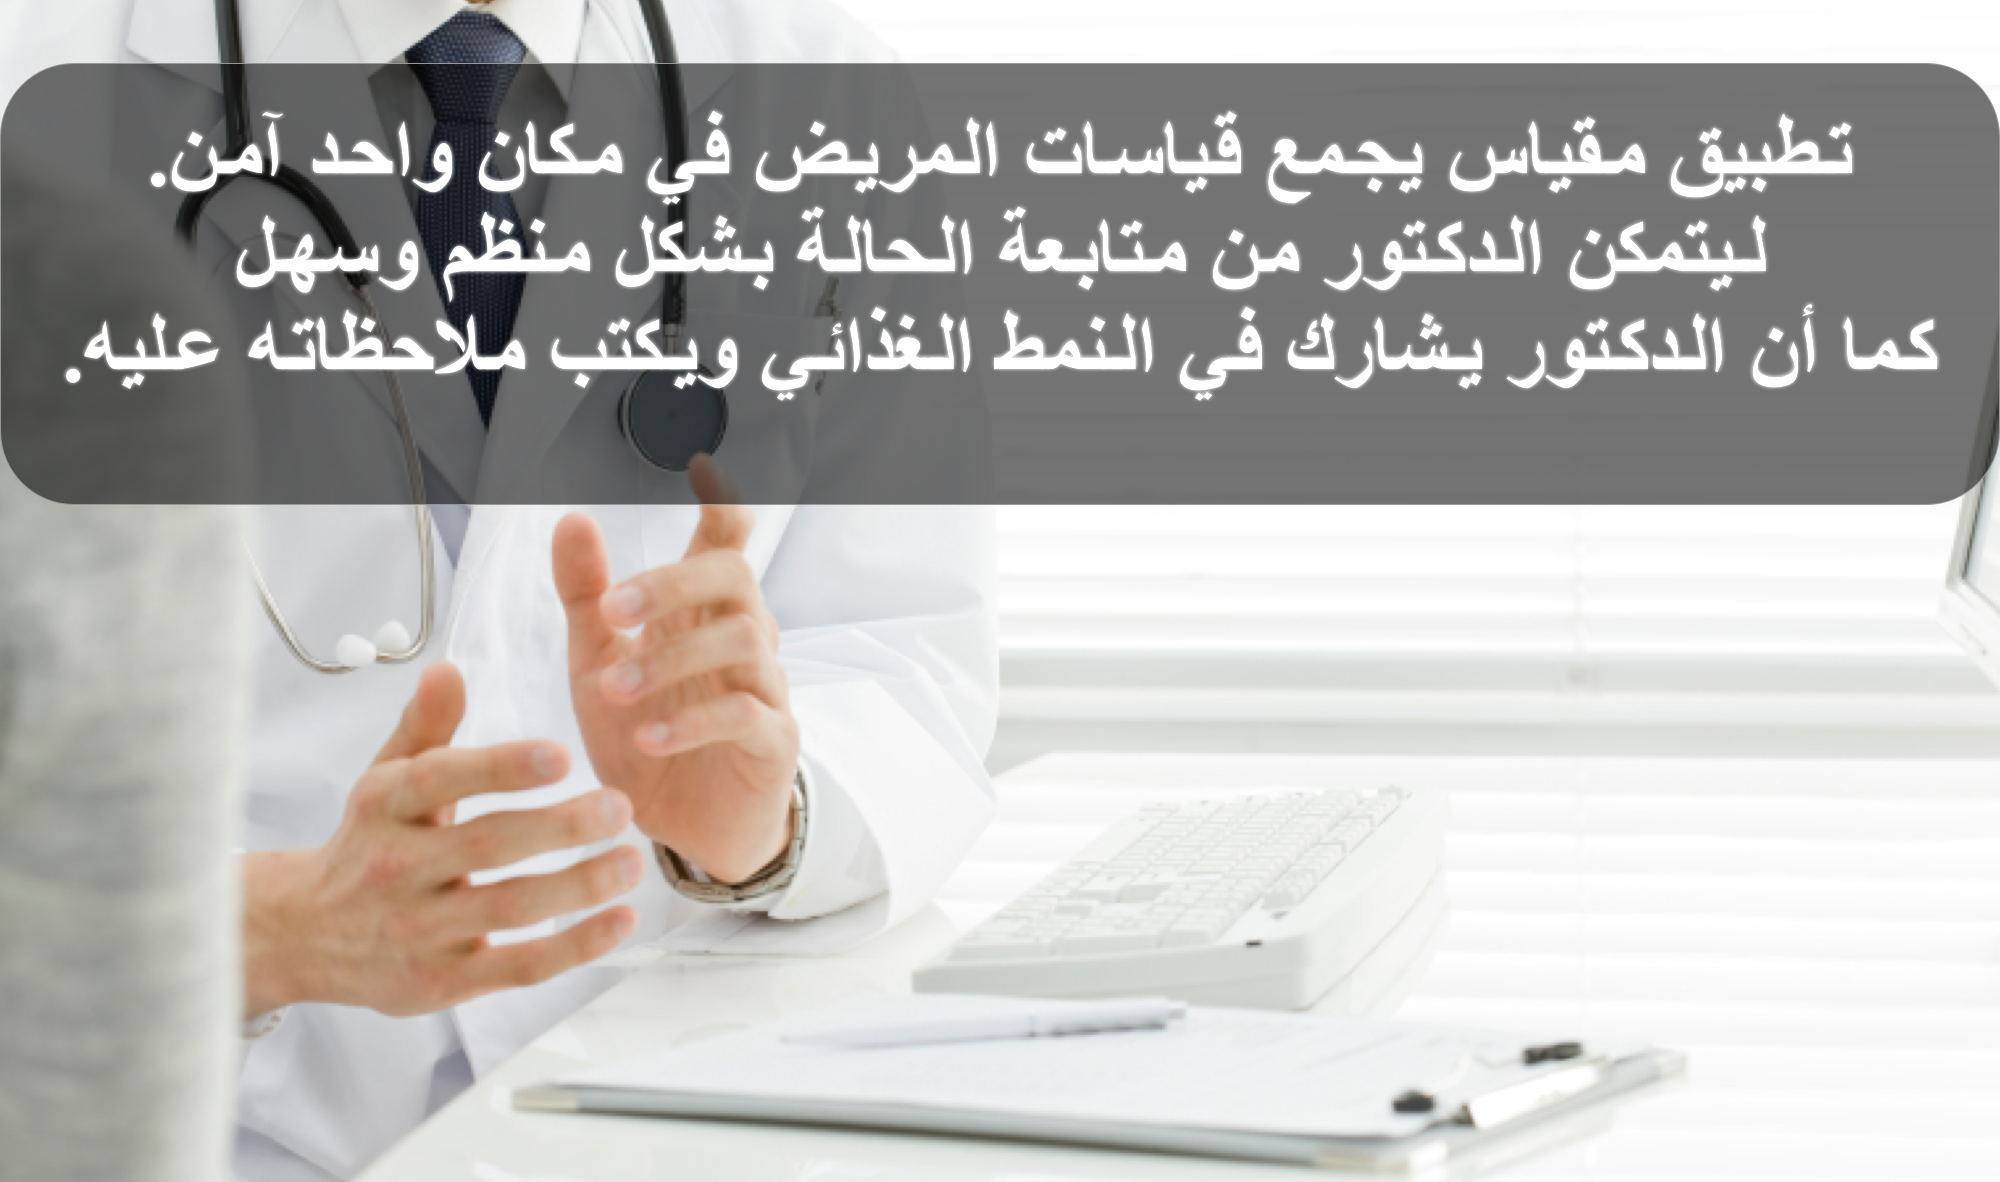 تطبيق مقياس يجمع قياسات المريض في مكان واحد آمن.
ليتمكن الدكتور من متابعة الحالة بشكل منظم وسهل
كما أن الدكتور يشارك في النمط الغذائي ويكتب ملاحظاته عليه.